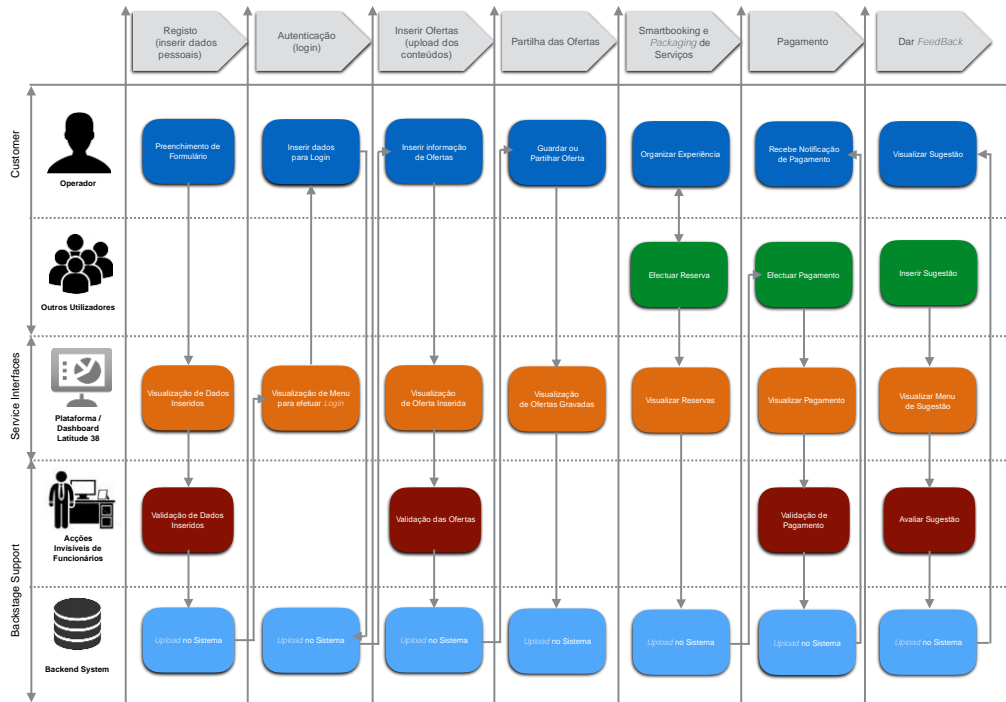 Registo
(inserir dados
pessoais)
Autenticação
(login)
Inserir Ofertas
(upload dos
conteúdos)
Partilha das Ofertas
Smartbooking e
Packaging de
Serviços
Pagamento
Dar FeedBack
Customer
Operador
Preenchimento de
Formulário
Inserir dados
para Login
Inserir informação
de Ofertas
Guardar ou
Partilhar Oferta
Organizar Experiência
Recebe Notificação
de Pagamento
Visualizar Sugestão
Outros Utilizadores
Efectuar Reserva
Efectuar Pagamento
Inserir Sugestão
Service Interfaces
Plataforma /
Dashboard
Latitude 38
Visualização de Dados
Inseridos
Visualização de Menu
para efetuar Login
Visualização
de Oferta Inserida
Visualização
de Ofertas Gravadas
Visualizar Reservas
Visualizar Pagamento
Visualizar Menu
de Sugestão
Backstage Support
Acções
Invisíveis de
Funcionários
Validação de Dados
Inseridos
Validação das Ofertas
Validação de
Pagamento
Avaliar Sugestão
Backend System
Upload no Sistema
Upload no Sistema
Upload no Sistema
Upload no Sistema
Upload no Sistema
Upload no Sistema
Upload no Sistema